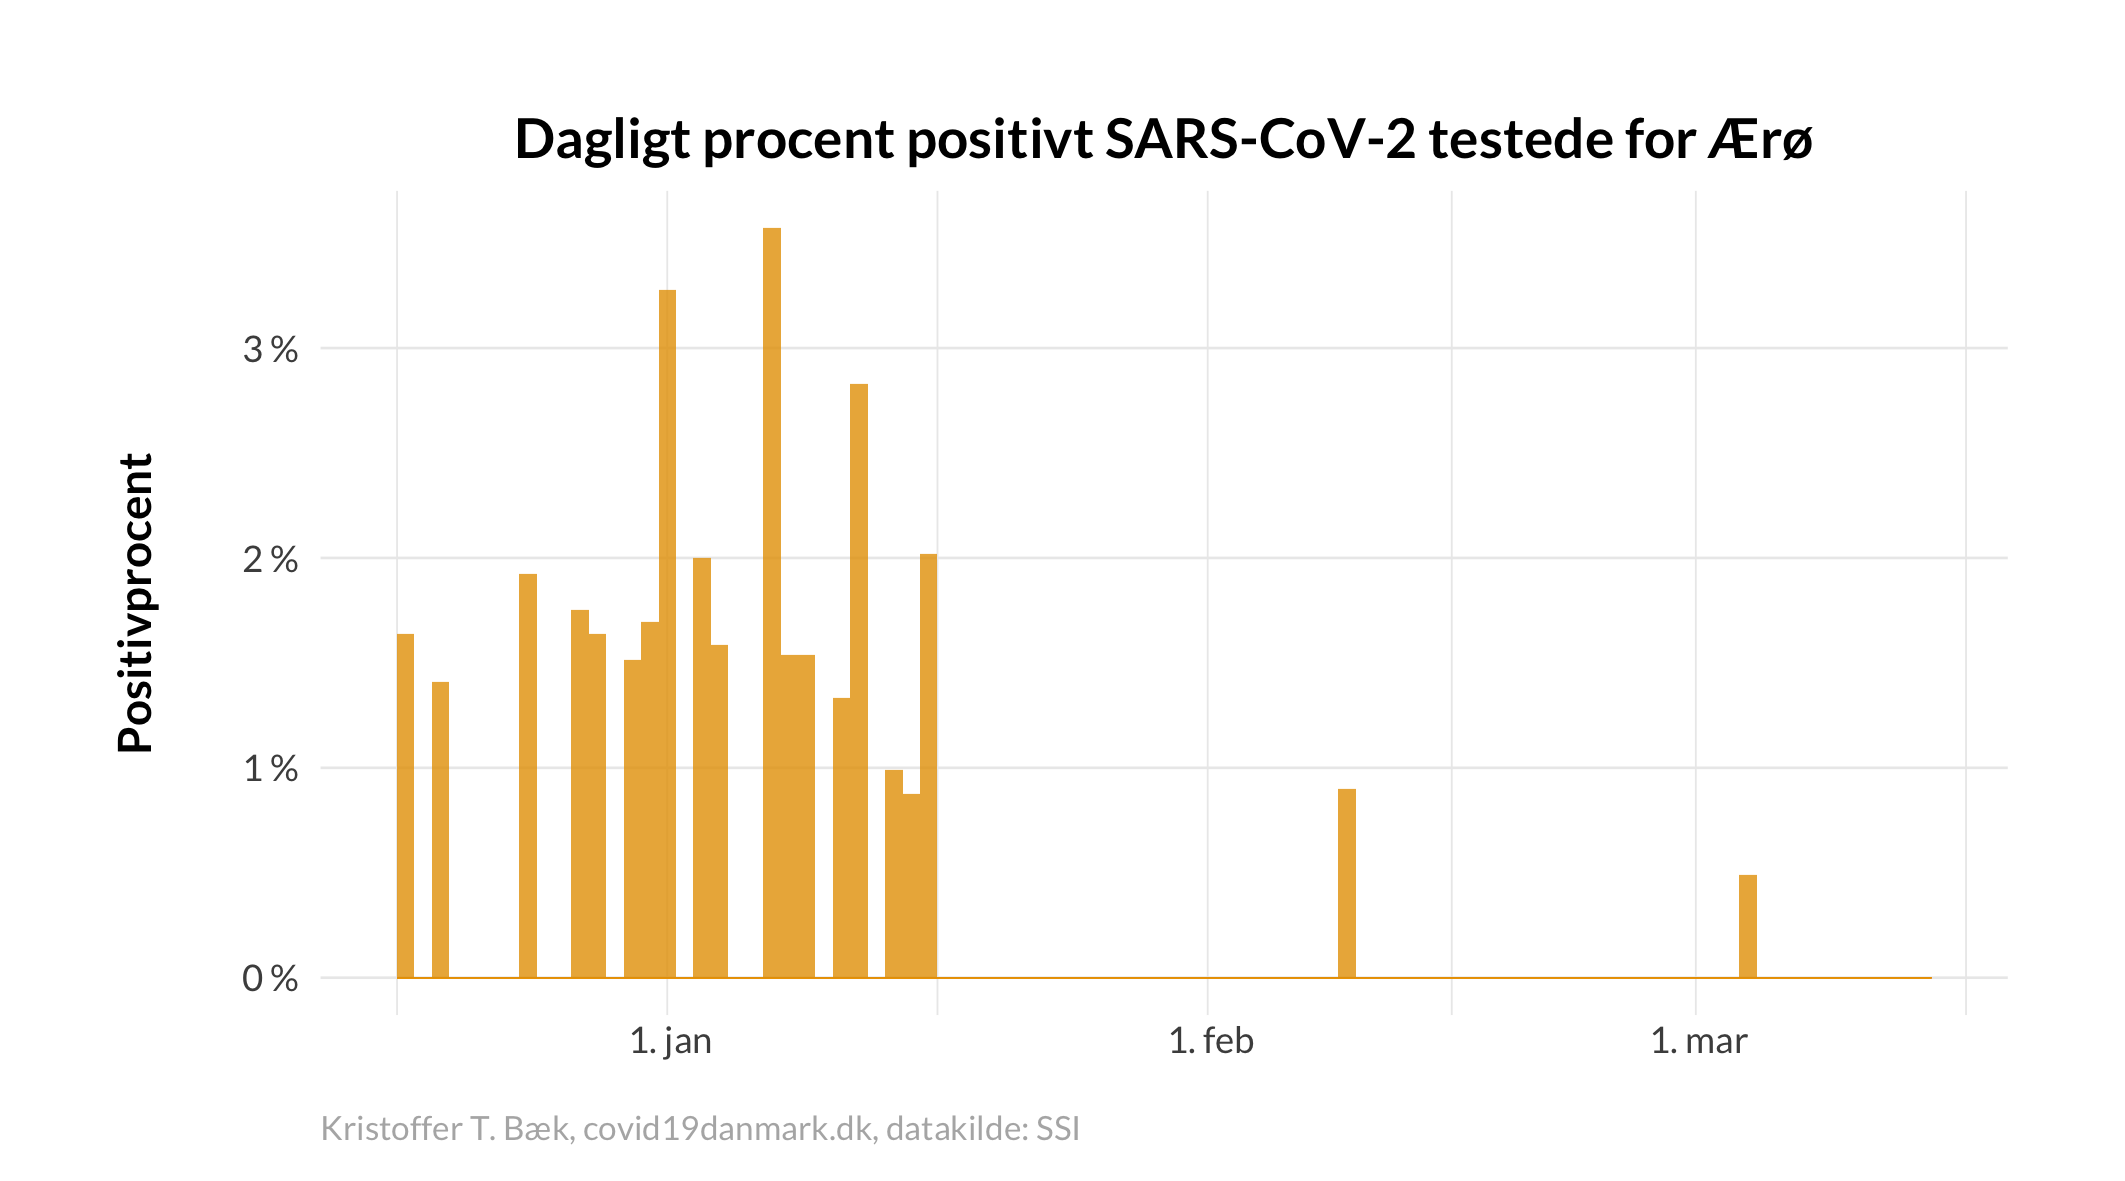 Dagligt procent positivt SARS-CoV-2 testede for Ærø
Positivprocent
3 %
2 %
1 %
0 %
1. jan
1. feb
1. mar
Kristoffer T. Bæk, covid19danmark.dk, datakilde: SSI